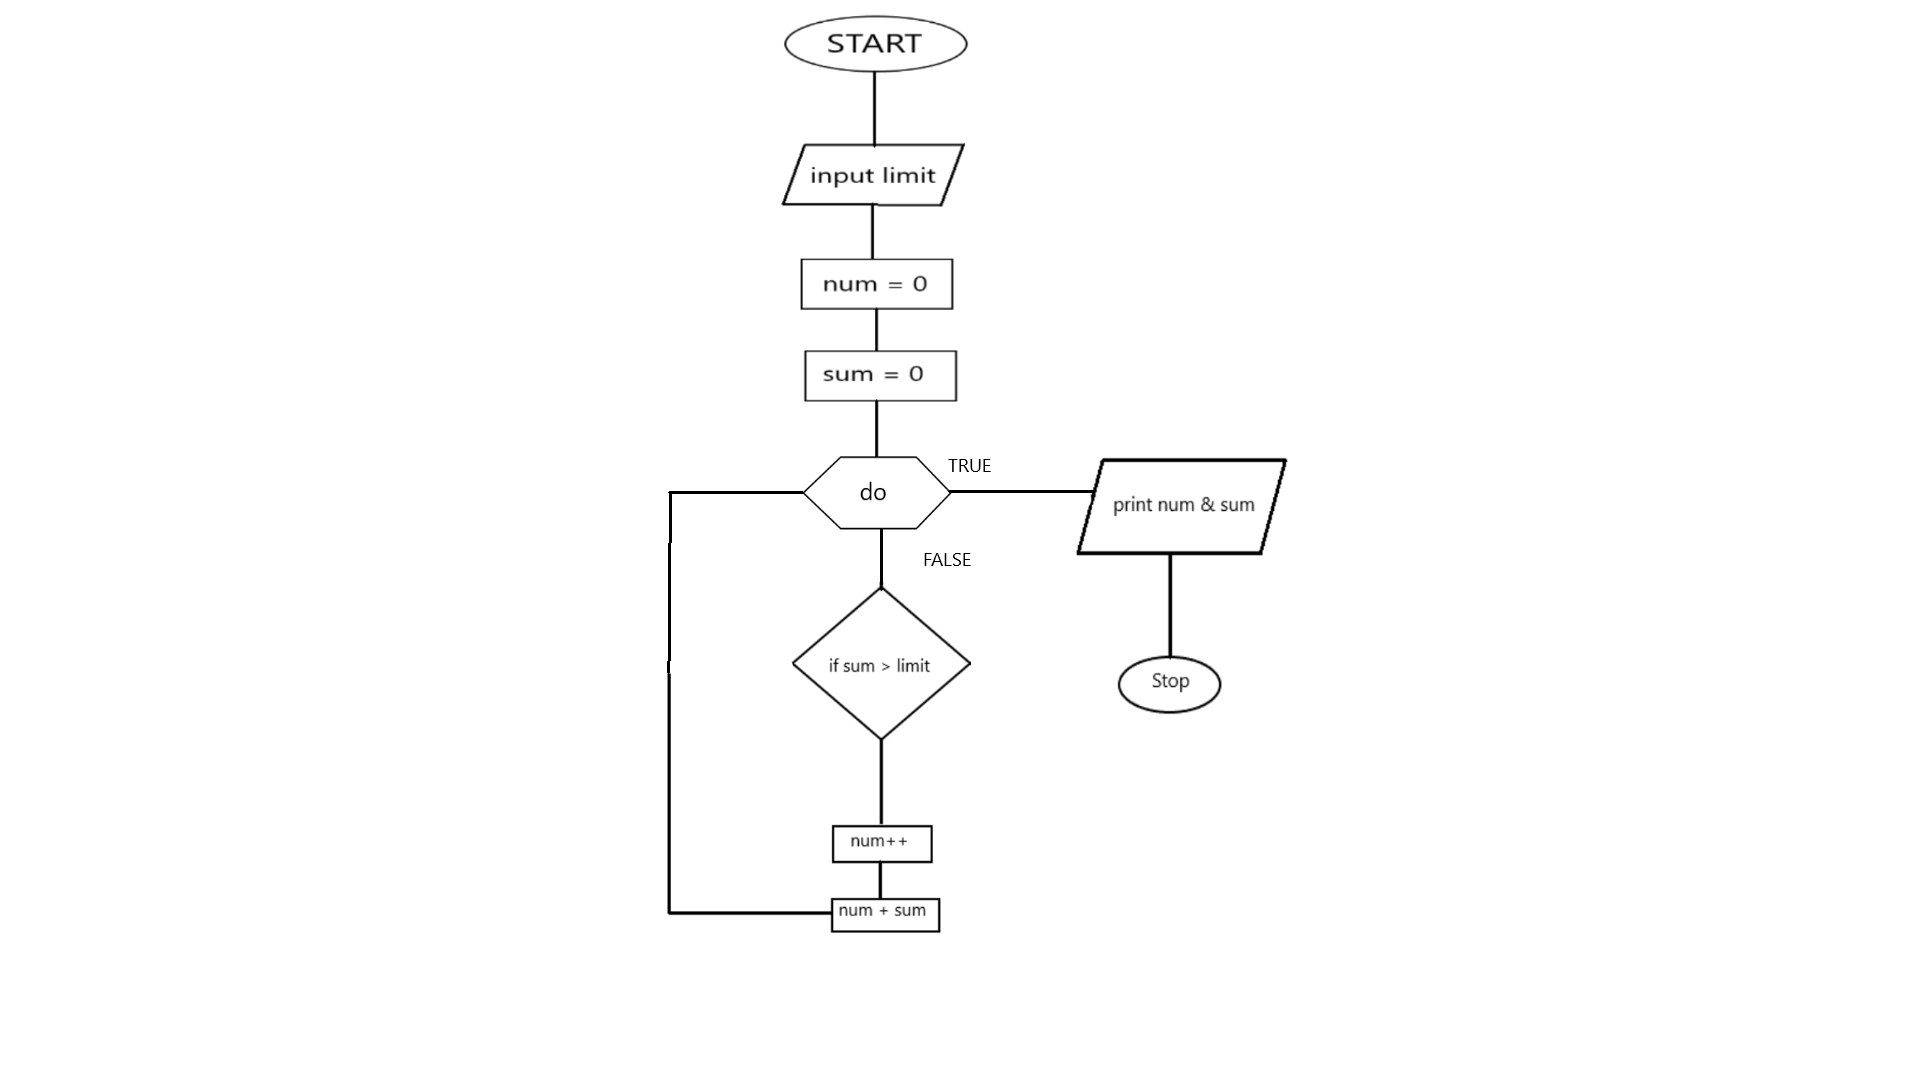 START
input limit
num = 0
sum = 0
do
TRUE
print num & sum
FALSE
if sum > limit
Stop
num++
num + sum